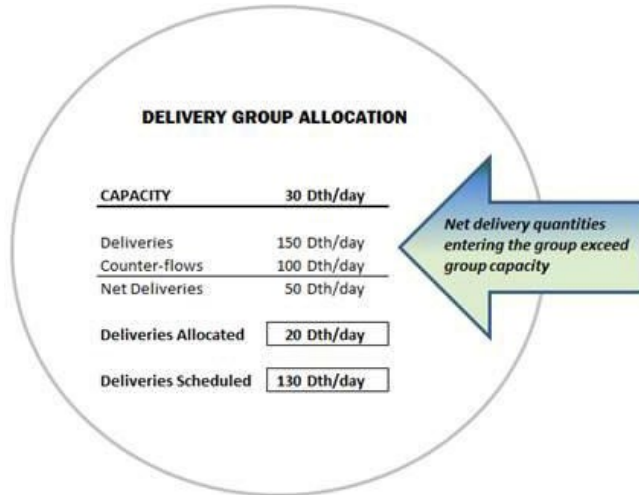 DELIVERY GROUP ALLOCATION
CAPACITY 30 Dth/day
Net delivery quantities
entering the group exceed
group capacity
Deliveries 150 Dth/day
Counter-flows 100 Dth/day
Net Deliveries 50 Dth/day
Deliveries Allocated 20 Dth/day
Deliveries Scheduled 130 Dth/day